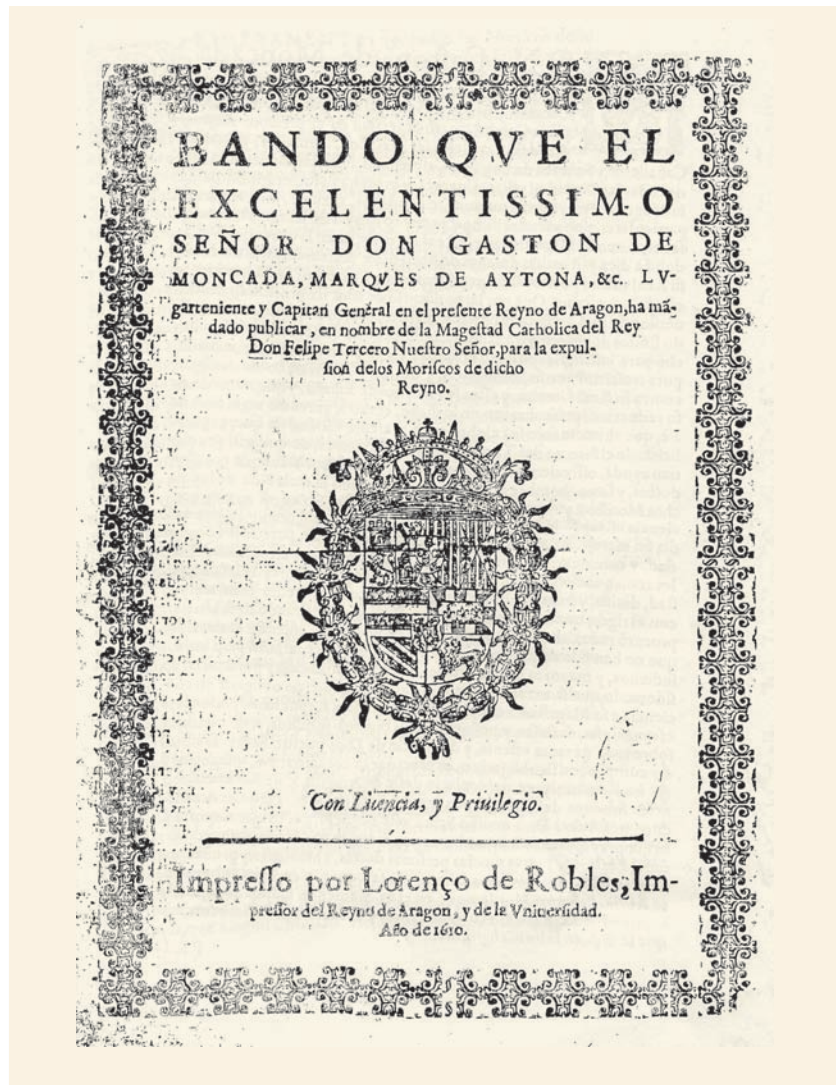 BANDO QVE EL
EXCELENTISSIMO
SEÑOR DON GASTON DE
MONCADA, MARQVES DE AYTONA, &c. LV-
garteniente y Capitan General en el preſente Reyno de Aragon, ha mã-
dado publicar, en nombre de la Mageſtad Catholica del Rey
Don Felipe Tercero Nueſtro Señor, para la expul-
ſion delos Moriſcos de dicho
Reyno.
Con Licencia, y Priuilegio.
Impreſſo por Lorenço de Robles, Im-
preſſor del Reyno de Aragon, y de la Vniuerſidad.
Año de 1610.